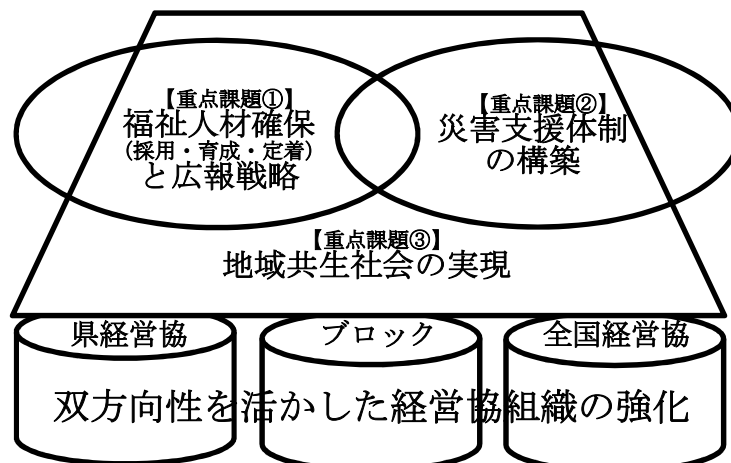 【重点課題①】
福祉人材確保
(採用・育成・定着)
と広報戦略
【重点課題②】
災害支援体制
の構築
【重点課題③】
地域共生社会の実現
県経営協
ブロック
全国経営協
双方向性を活かした経営協組織の強化